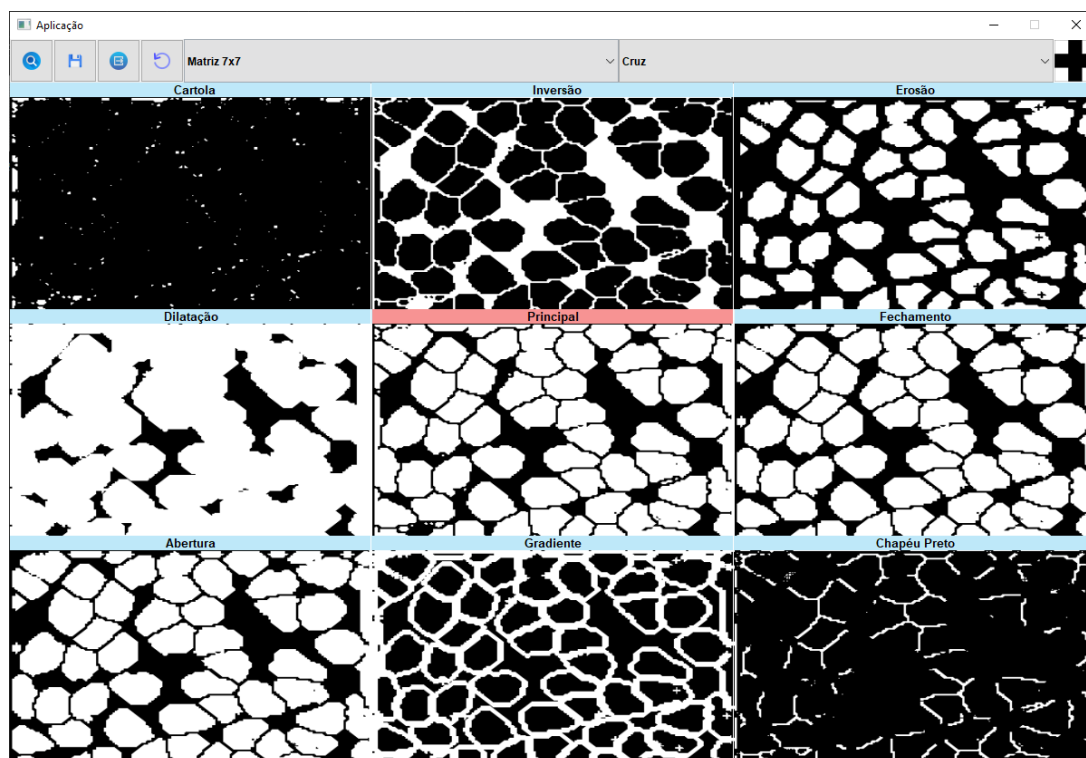 Aplicação
Matriz 7x7
Cruz
Cartola
Inversão
Erosão
Dilatação
Principal
Fechamento
Abertura
Gradiente
Chapéu Preto